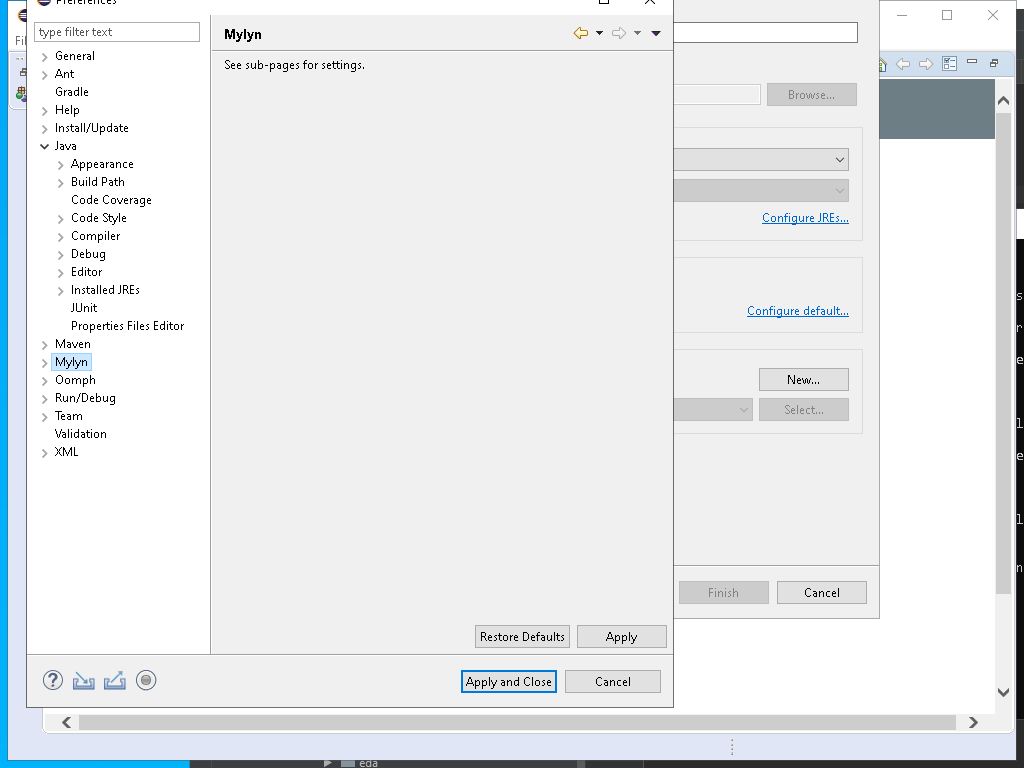 Preferences
type filter text
Mylyn
See sub-pages for settings.
General
Ant
Gradle
Help
Install/Update
Java
Appearance
Build Path
Code Coverage
Code Style
Compiler
Debug
Editor
Installed JREs
JUnit
Properties Files Editor
Maven
Mylyn
Oomph
Run/Debug
Team
Validation
XML
Restore Defaults
Apply
Apply and Close
Cancel
Browse...
Configure JREs...
Configure default...
New...
Select...
Finish
Cancel
eda